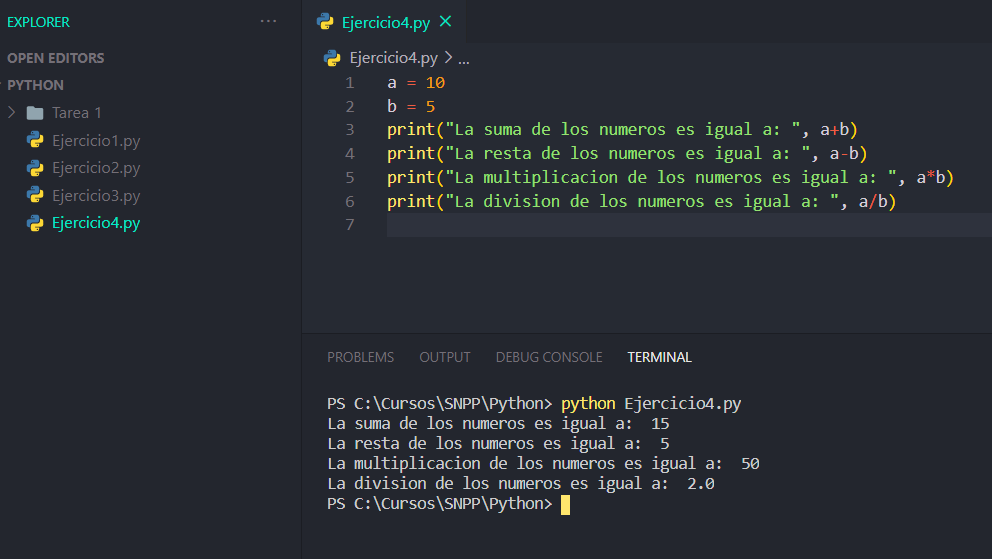 EXPLORER
...
OPEN EDITORS
PYTHON
Tarea 1
Ejercicio1.py
Ejercicio2.py
Ejercicio3.py
Ejercicio4.py
Ejercicio4.py
Ejercicio4.py > ...
1 a = 10
2 b = 5
3 print("La suma de los numeros es igual a: ", a+b)
4 print("La resta de los numeros es igual a: ", a-b)
5 print("La multiplicacion de los numeros es igual a: ", a*b)
6 print("La division de los numeros es igual a: ", a/b)
7
PROBLEMS OUTPUT DEBUG CONSOLE TERMINAL
PS C:\Cursos\SNPP\Python> python Ejercicio4.py
La suma de los numeros es igual a:  15
La resta de los numeros es igual a:  5
La multiplicacion de los numeros es igual a:  50
La division de los numeros es igual a:  2.0
PS C:\Cursos\SNPP\Python>